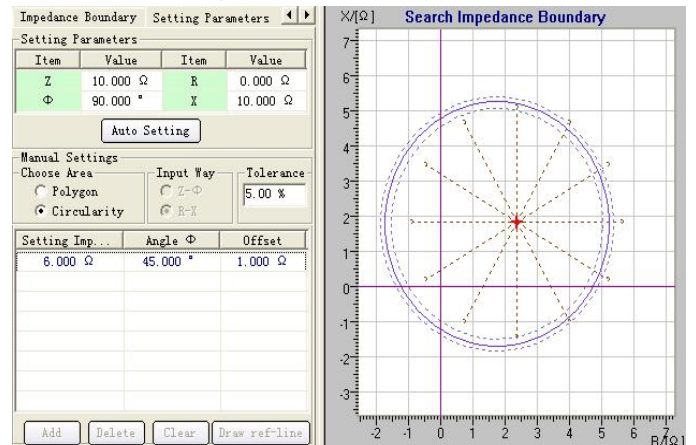 Impedance Boundary Setting Parameters
Setting Parameters
Item Value Item Value
Z 10.000 Ω R 0.000 Ω
Φ 90.000 ° X 10.000 Ω
Auto Setting
Manual Settings
Choose Area Input Way Tolerance
Polygon Z-Φ 5.00 %
Circularity R-X
Setting Imp... Angle Φ Offset
6.000 Ω 45.000 ° 1.000 Ω
Add Delete Clear Draw ref-line
X/[Ω] Search Impedance Boundary
7
6
5
4
3
2
1
0
-1
-2
-3
-2 -1 0 1 2 3 4 5 6 7
R/[Ω]